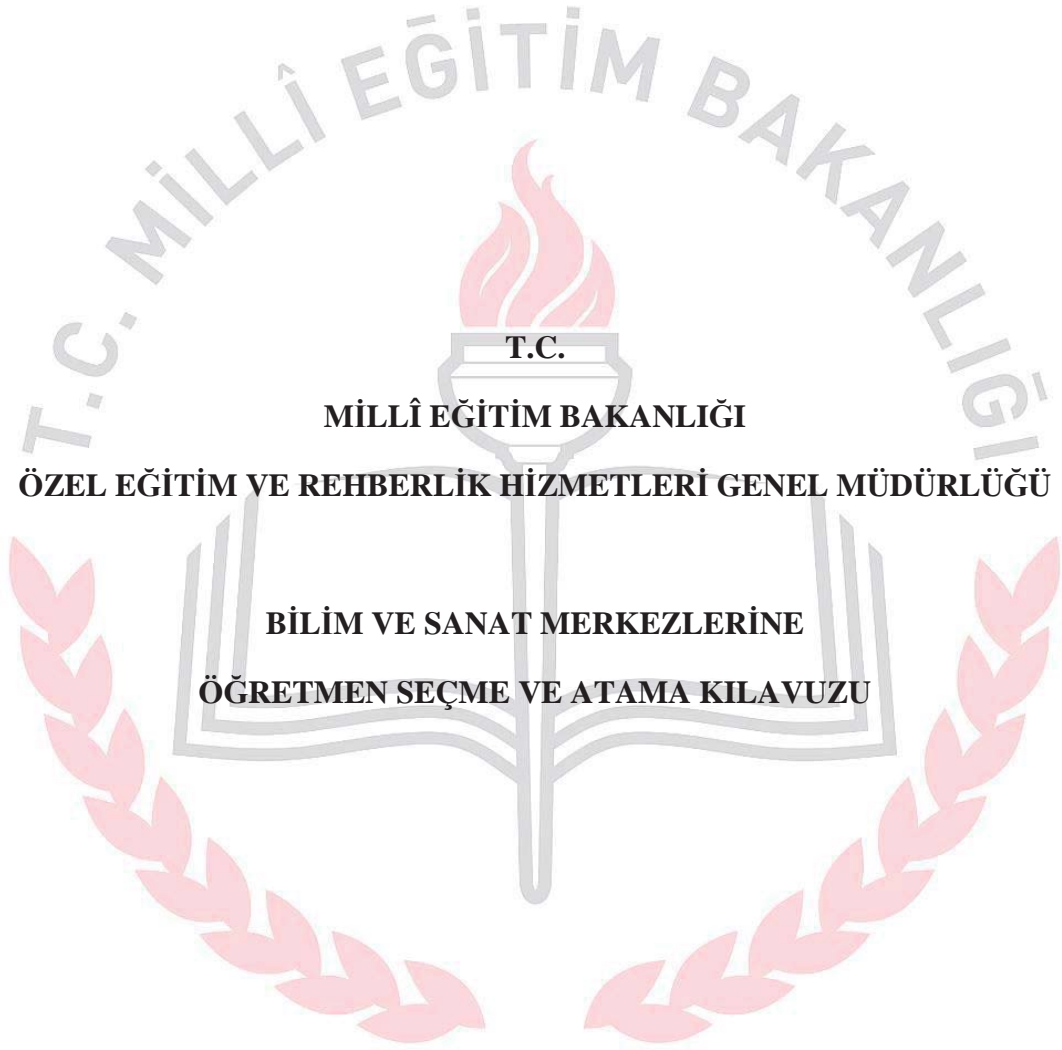 T.C. MİLLÎ EĞİTİM BAKANLIĞI
T.C.
MİLLÎ EĞİTİM BAKANLIĞI
ÖZEL EĞİTİM VE REHBERLİK HİZMETLERİ GENEL MÜDÜRLÜĞÜ
BİLİM VE SANAT MERKEZLERİNE
ÖĞRETMEN SEÇME VE ATAMA KILAVUZU